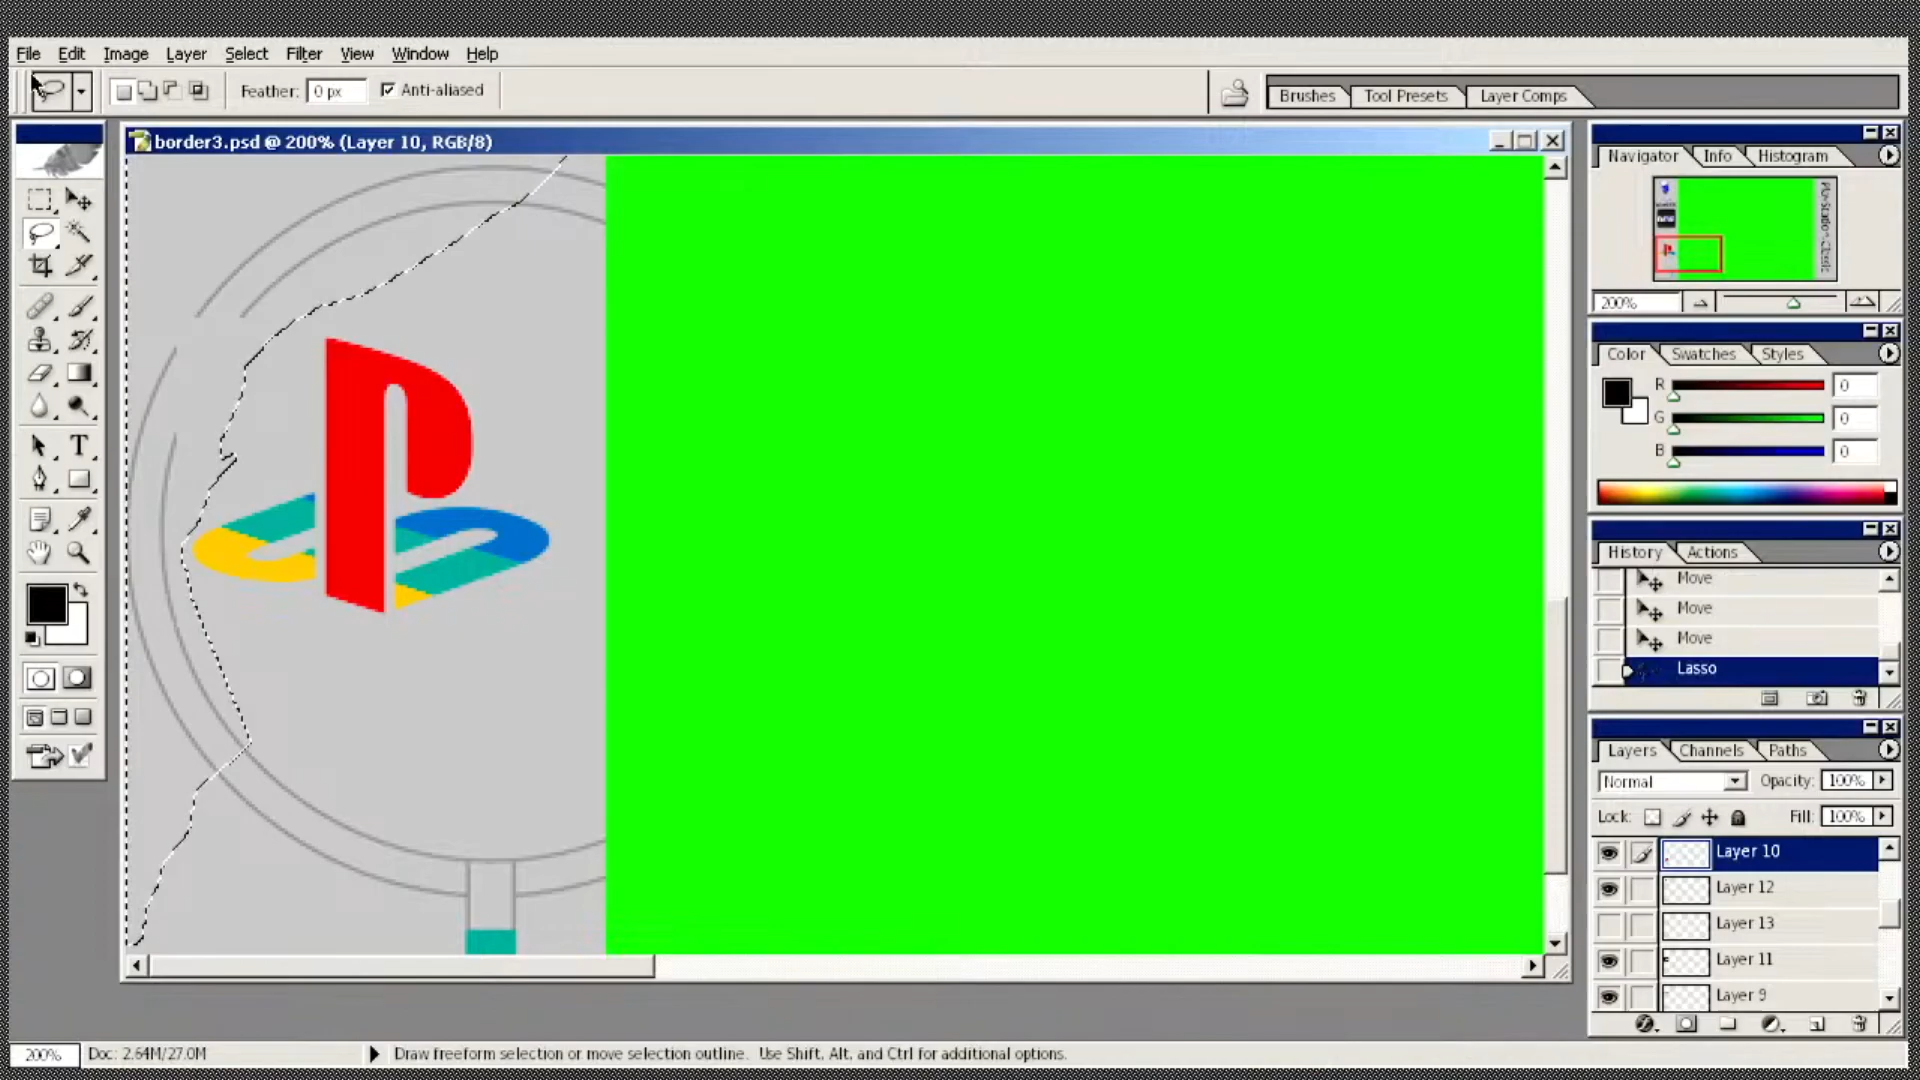 File Edit Image Layer Select Filter View Window Help
Feather: 0 px Anti-aliased
Brushes Tool Presets Layer Comps
border3.psd @ 200% (Layer 10, RGB/8)
Navigator Info Histogram
PlayStation Classic
200%
Color Swatches Styles
R 0
G 0
B 0
History Actions
Move
Move
Move
Lasso
Layers Channels Paths
Normal Opacity: 100%
Lock: Fill: 100%
Layer 10
Layer 12
Layer 13
Layer 11
Layer 9
200% Doc: 2.64M/27.0M Draw freeform selection or move selection outline. Use Shift, Alt, and Ctrl for additional options.